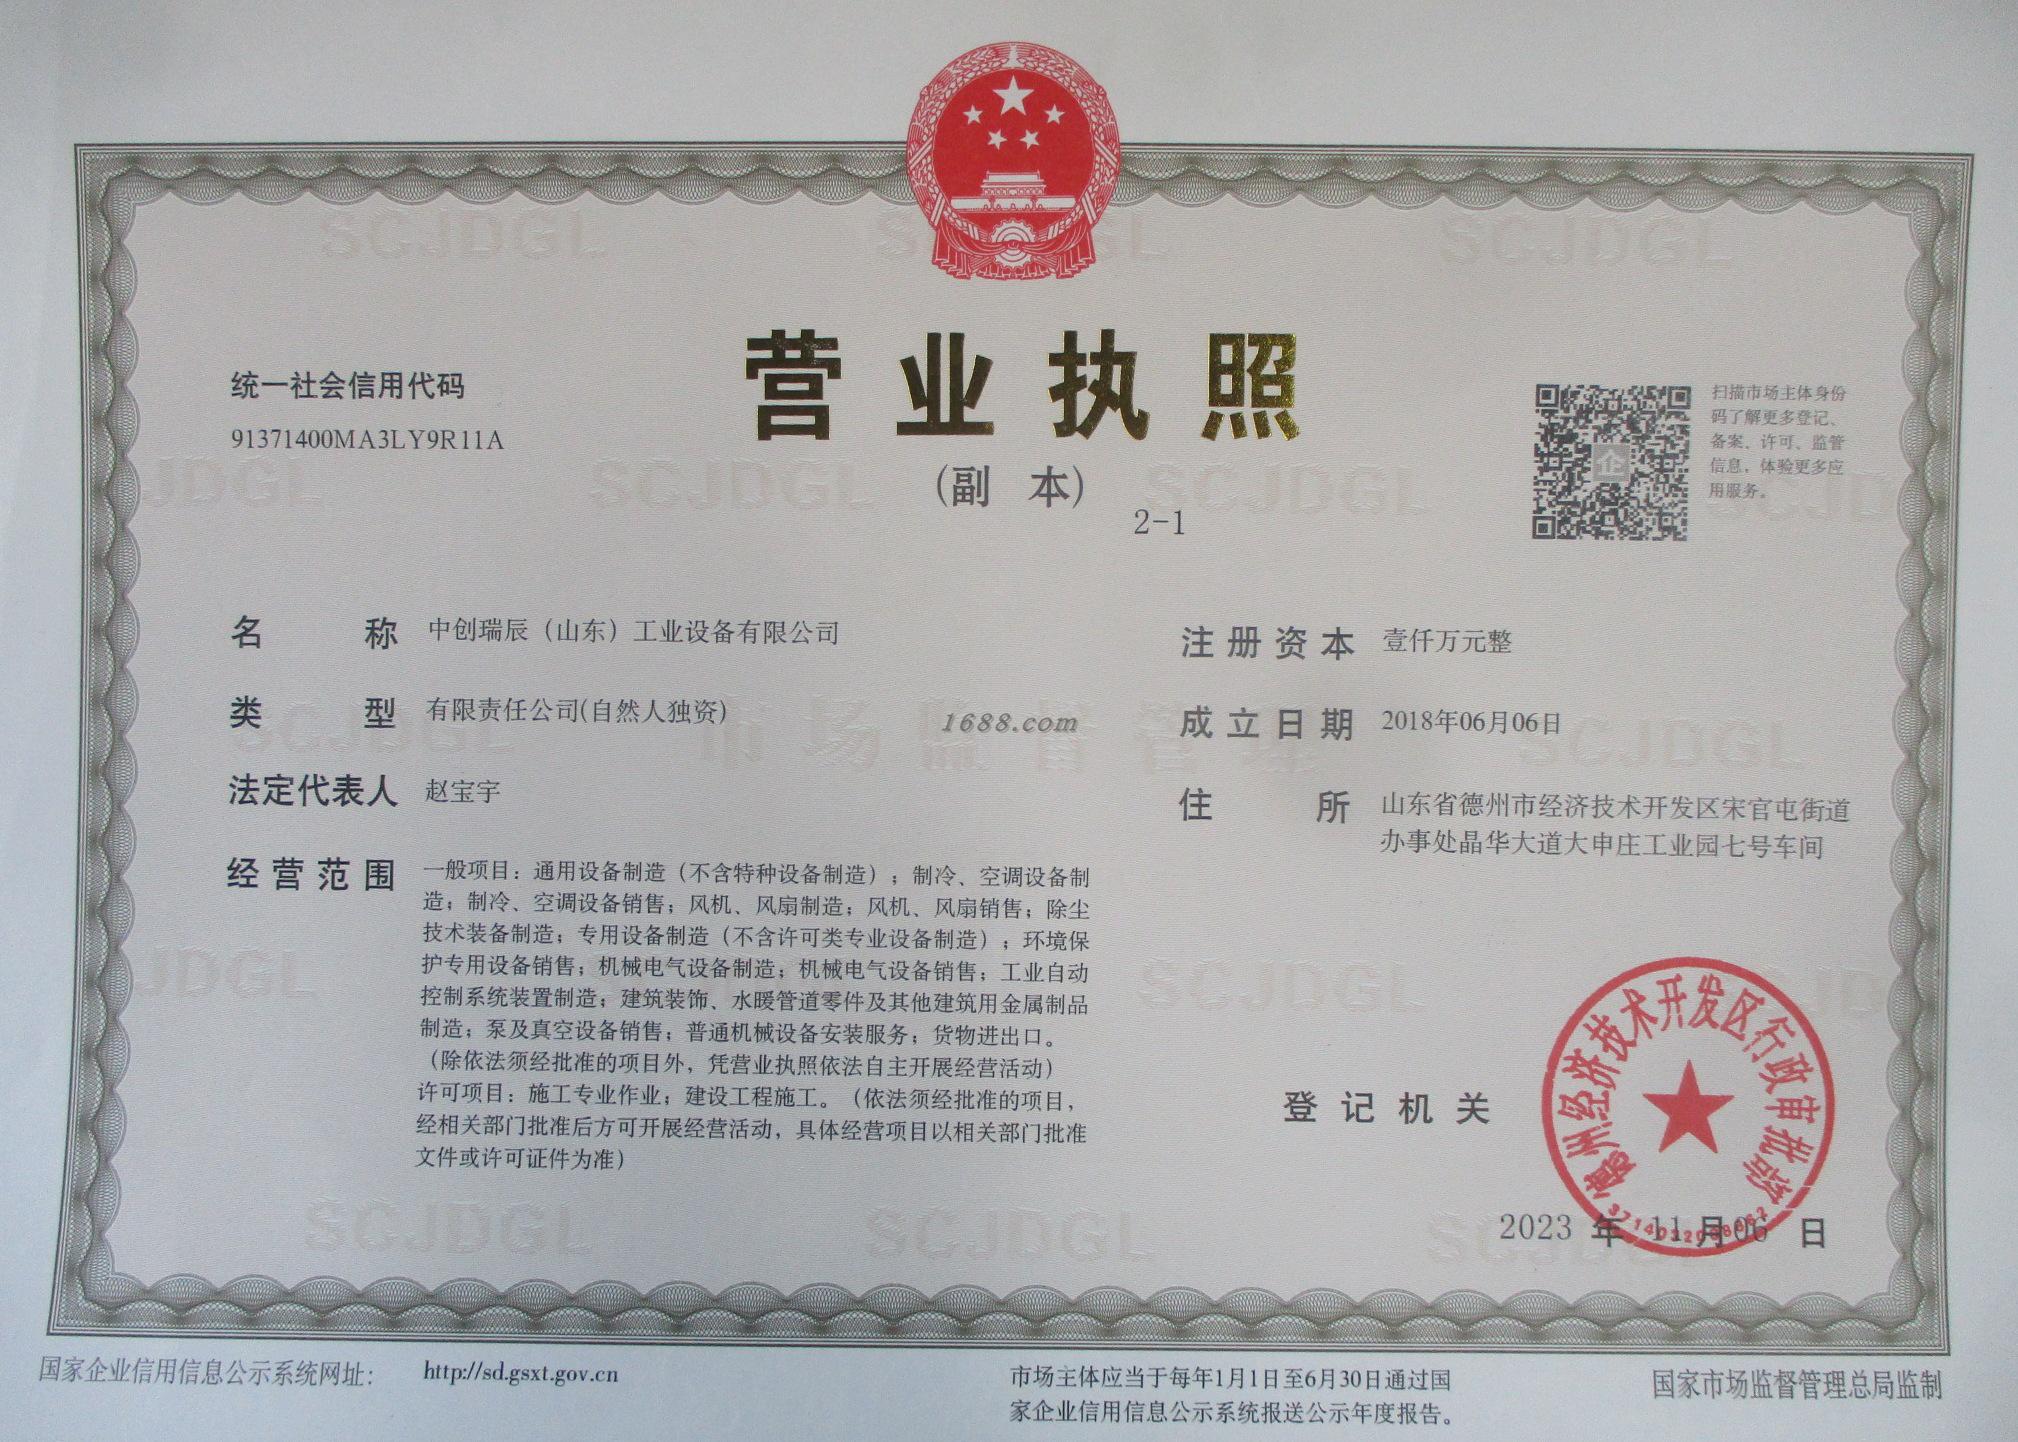 营业执照
(副 本)
2-1
统一社会信用代码
91371400MA3LY9R11A
扫描市场主体身份
码了解更多登记、
备案、许可、监管
信息，体验更多应
用服务。
名称 中创瑞辰（山东）工业设备有限公司
类型 有限责任公司(自然人独资)
法定代表人 赵宝宇
经营范围 一般项目：通用设备制造（不含特种设备制造）；制冷、空调设备制
造；制冷、空调设备销售；风机、风扇制造；风机、风扇销售；除尘
技术装备制造；专用设备制造（不含许可类专业设备制造）；环境保
护专用设备销售；机械电气设备制造；机械电气设备销售；工业自动
控制系统装置制造；建筑装饰、水暖管道零件及其他建筑用金属制品
制造；泵及真空设备销售；普通机械设备安装服务；货物进出口。
（除依法须经批准的项目外，凭营业执照依法自主开展经营活动）
许可项目：施工专业作业；建设工程施工。（依法须经批准的项目，
经相关部门批准后方可开展经营活动，具体经营项目以相关部门批准
文件或许可证件为准）
1688.com
注册资本 壹仟万元整
成立日期 2018年06月06日
住所 山东省德州市经济技术开发区宋官屯街道
办事处晶华大道大申庄工业园七号车间
登记机关
德州经济技术开发区行政审批部
2023 年 11 月 06 日
国家企业信用信息公示系统网址：
http://sd.gsxt.gov.cn
市场主体应当于每年1月1日至6月30日通过国
家企业信用信息公示系统报送公示年度报告。
国家市场监督管理总局监制